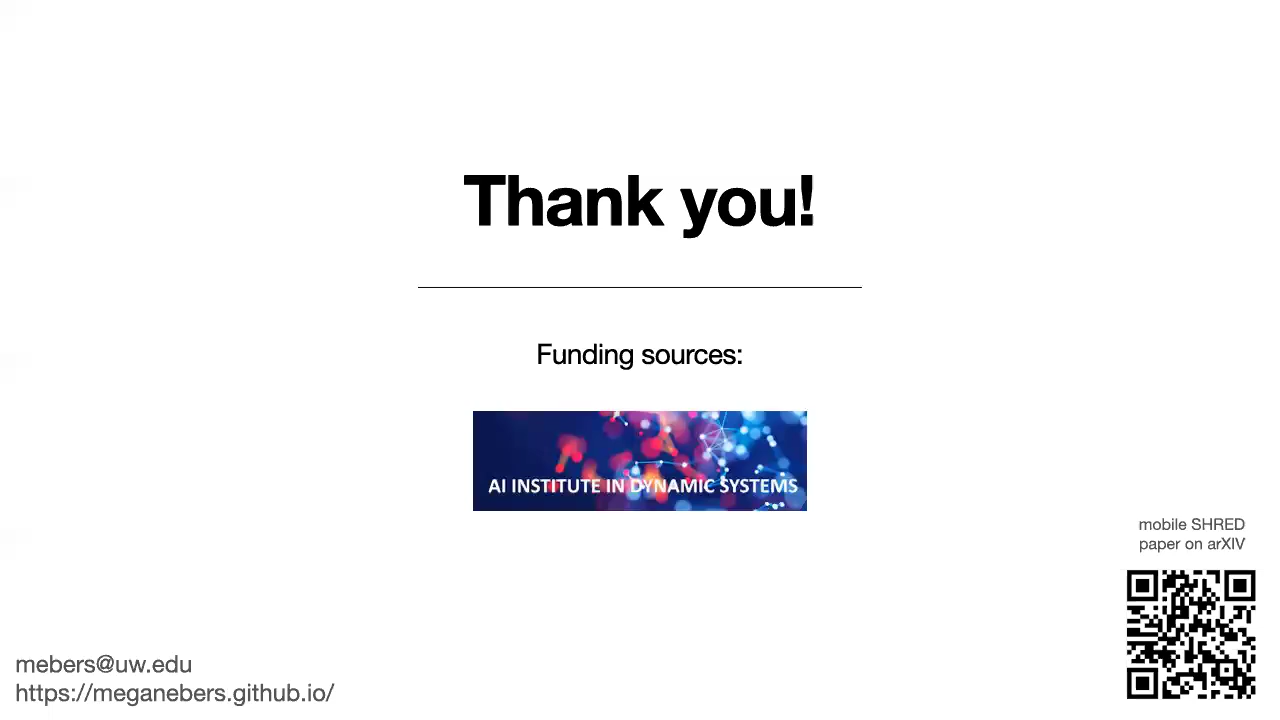 Thank you!
Funding sources:
AI INSTITUTE IN DYNAMIC SYSTEMS
mobile SHRED
paper on arXIV
mebers@uw.edu
https://meganebers.github.io/